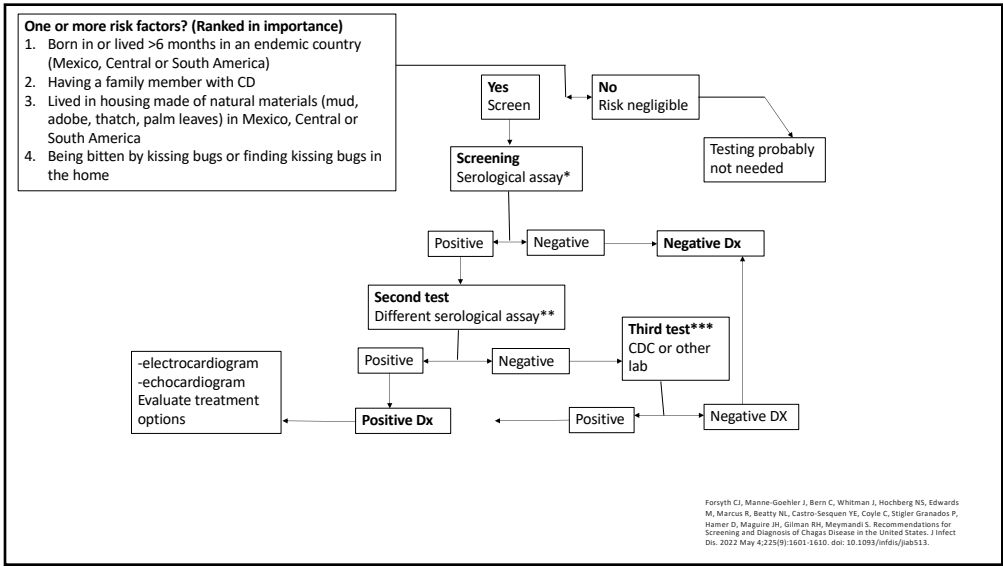 One or more risk factors? (Ranked in importance)
1. Born in or lived >6 months in an endemic country
(Mexico, Central or South America)
2. Having a family member with CD
3. Lived in housing made of natural materials (mud,
adobe, thatch, palm leaves) in Mexico, Central or
South America
4. Being bitten by kissing bugs or finding kissing bugs in
the home
Yes
Screen
No
Risk negligible
Testing probably
not needed
Screening
Serological assay*
Positive
Negative
Negative Dx
Second test
Different serological assay**
Third test***
CDC or other
lab
Positive
Negative
-electrocardiogram
-echocardiogram
Evaluate treatment
options
Positive Dx
Positive
Negative DX
Forsyth CJ, Manne-Goehler J, Bern C, Whitman J, Hochberg NS, Edwards
M, Marcus R, Beatty NL, Castro-Sesquen YE, Coyle C, Stigler Granados P,
Hamer D, Maguire JH, Gilman RH, Meymandi S. Recommendations for
Screening and Diagnosis of Chagas Disease in the United States. J Infect
Dis. 2022 May 4;225(9):1601-1610. doi: 10.1093/infdis/jiab513.